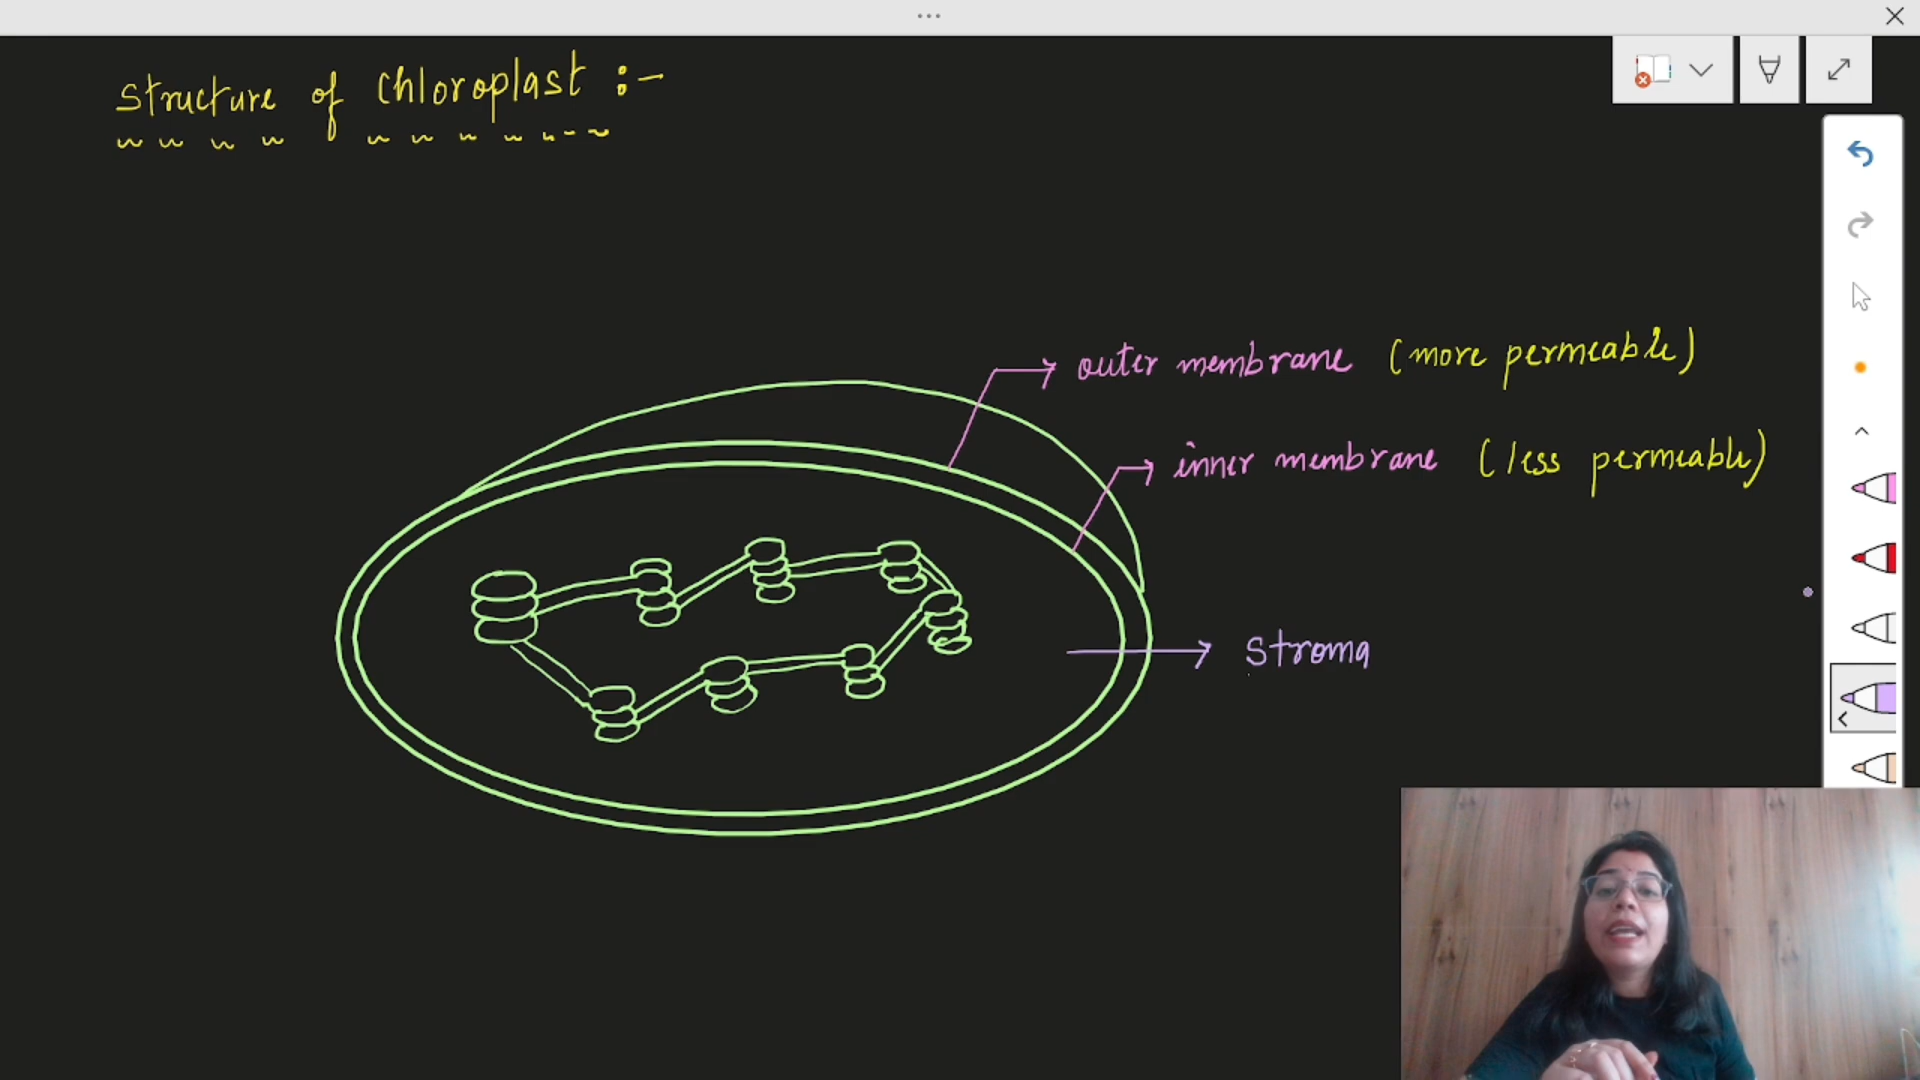 Structure of Chloroplast :-
outer membrane (more permeable)
inner membrane (less permeable)
Stroma